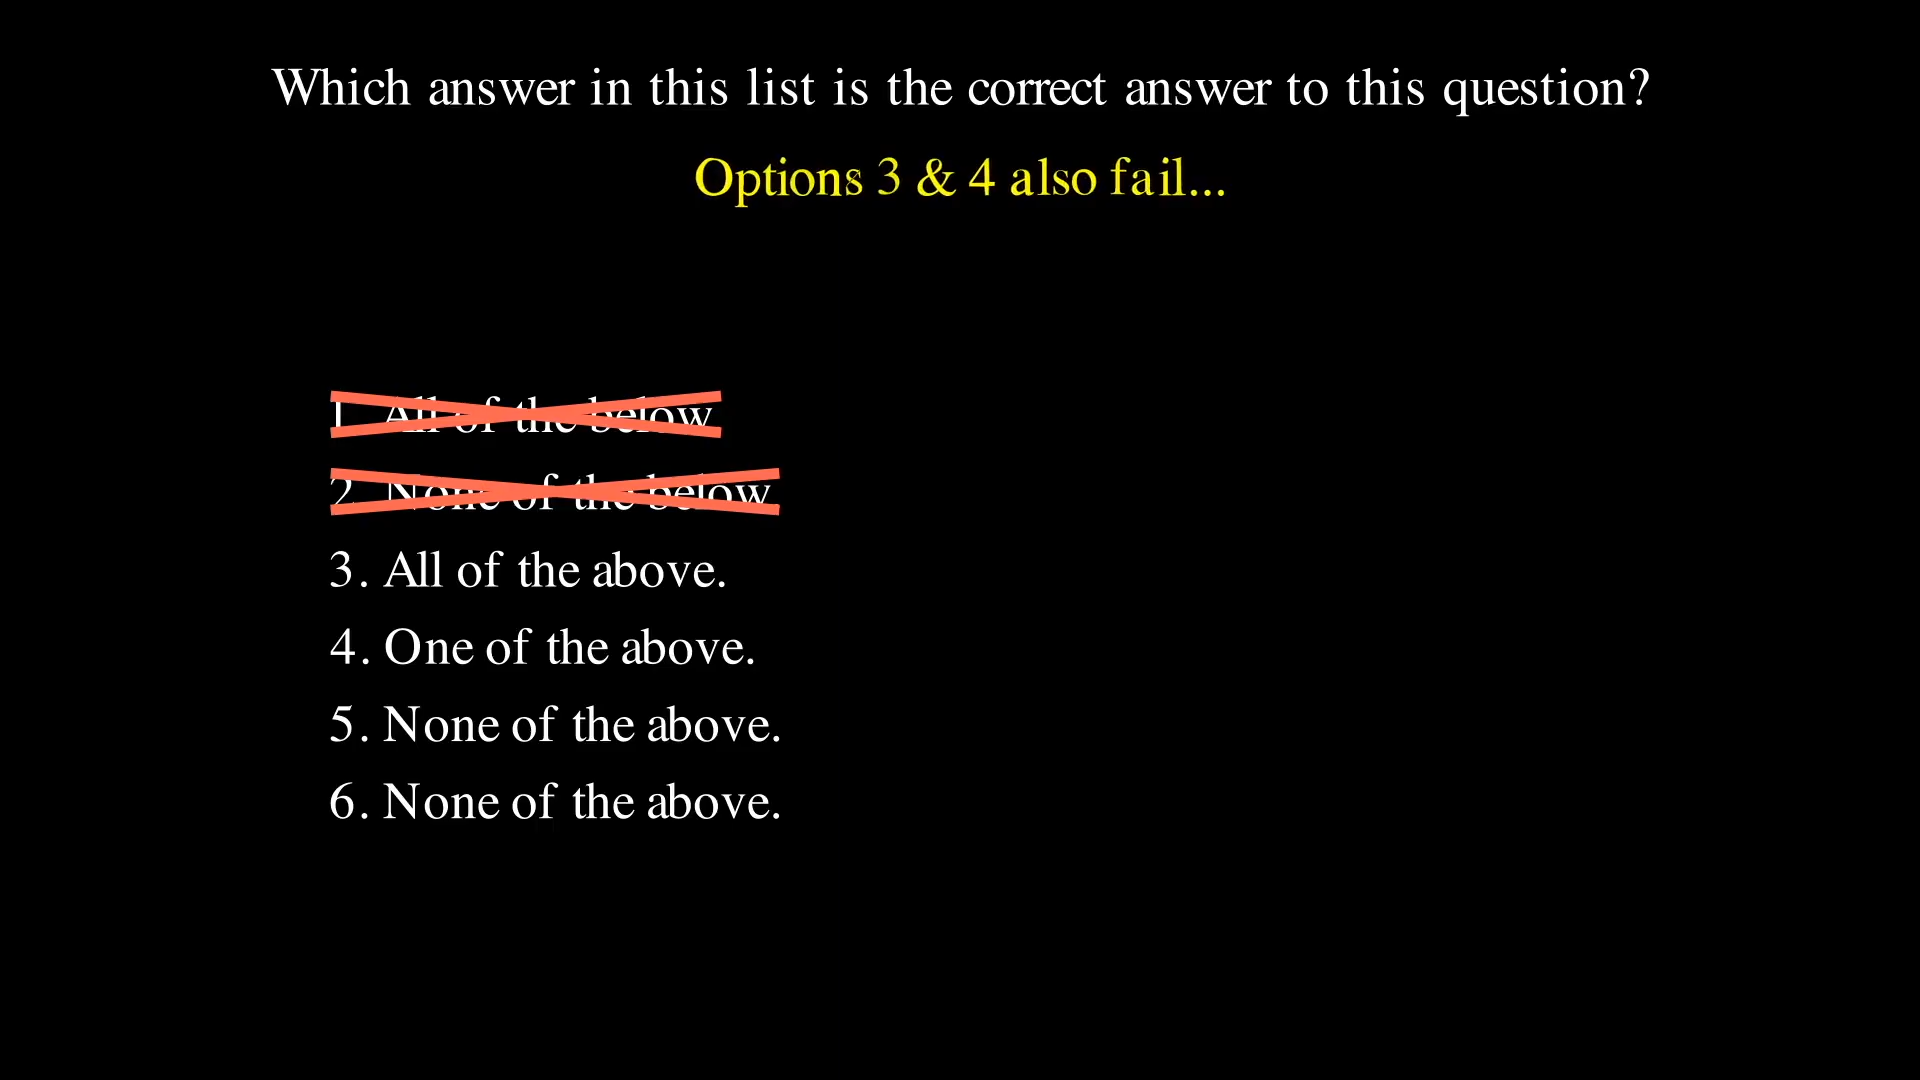 Which answer in this list is the correct answer to this question?
Options 3 & 4 also fail...
1. All of the below.
2. None of the below.
3. All of the above.
4. One of the above.
5. None of the above.
6. None of the above.